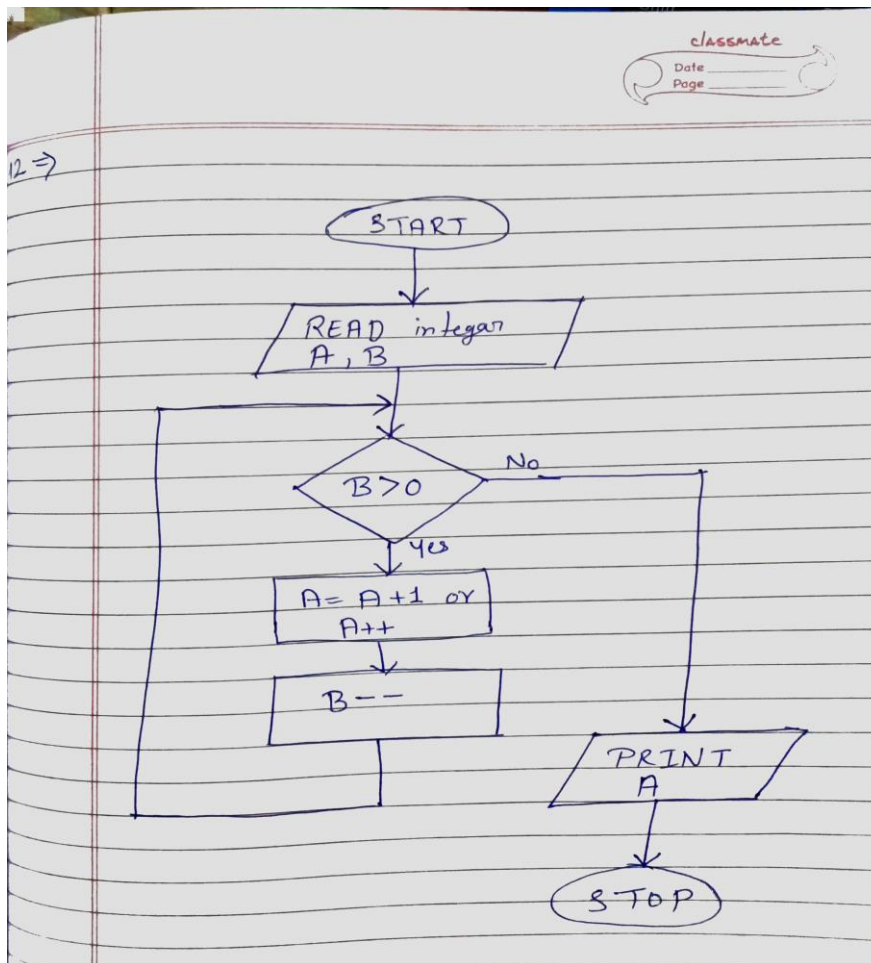 classmate
Date
Page
12 ⇒
START
READ integar
A, B
B>0
No
Yes
A= A+1 or
A++
B--
PRINT
A
STOP